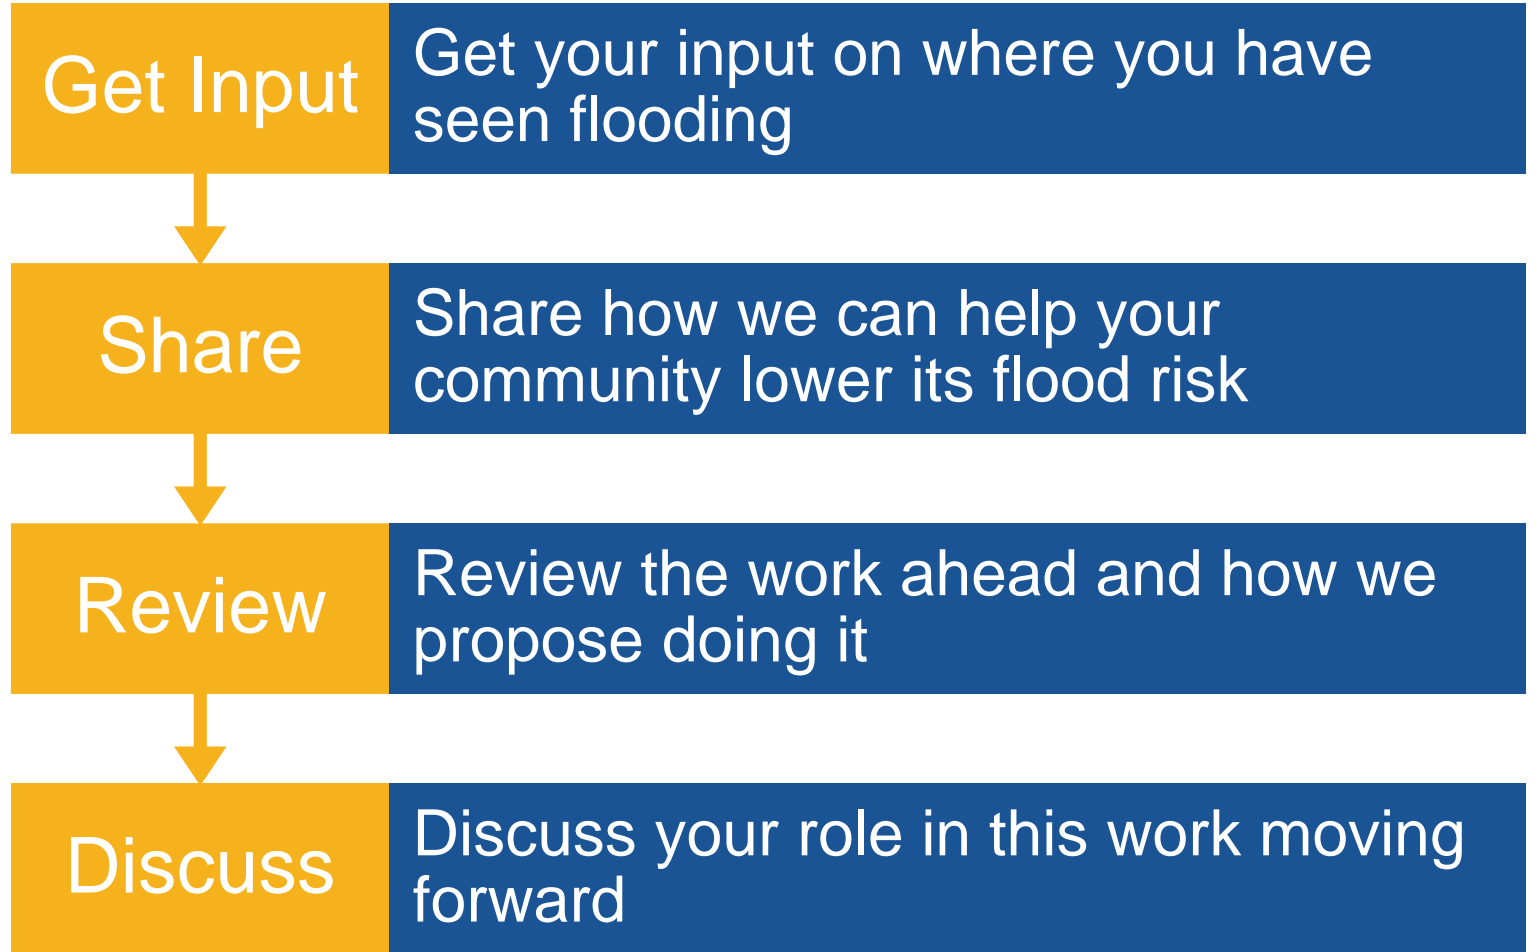 Get Input
Get your input on where you have
seen flooding
Share
Share how we can help your
community lower its flood risk
Review
Review the work ahead and how we
propose doing it
Discuss
Discuss your role in this work moving
forward